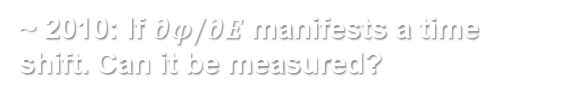 ~ 2010: If ∂φ/∂E manifests a time
shift. Can it be measured?